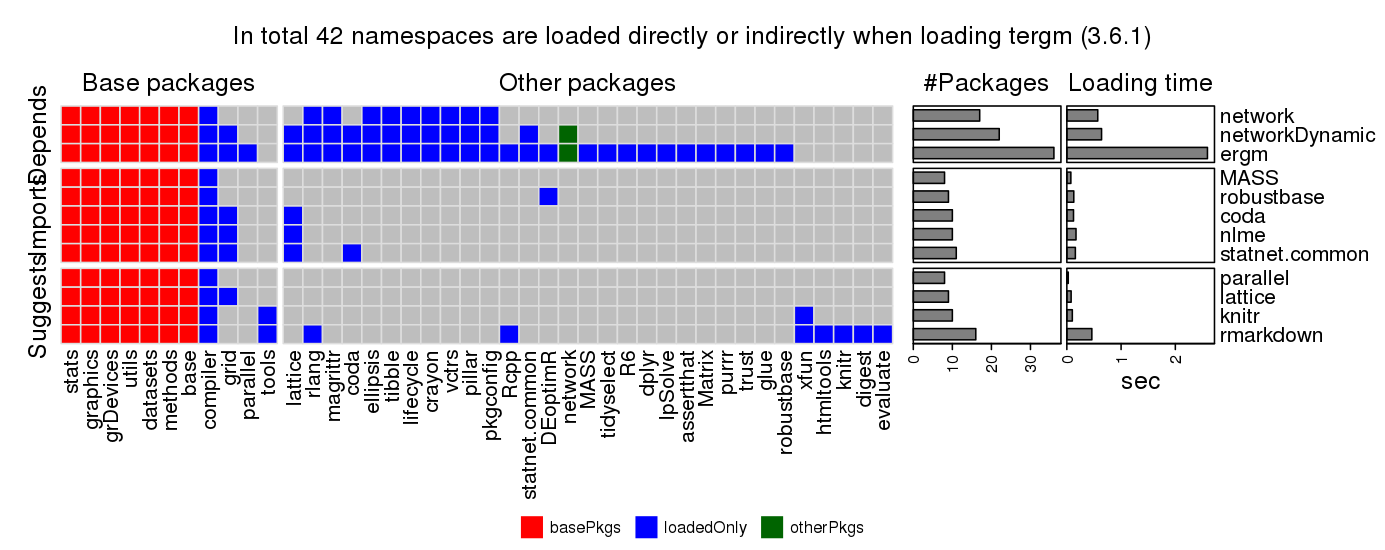 In total 42 namespaces are loaded directly or indirectly when loading tergm (3.6.1)
Base packages
Other packages
#Packages
Loading time
Depends
Imports
Suggests
network
networkDynamic
ergm
MASS
robustbase
coda
nlme
statnet.common
parallel
lattice
knitr
rmarkdown
stats
graphics
grDevices
utils
datasets
methods
base
compiler
grid
parallel
tools
lattice
rlang
magrittr
coda
ellipsis
tibble
lifecycle
crayon
vctrs
pillar
pkgconfig
Rcpp
statnet.common
DEoptimR
network
MASS
tidyselect
R6
dplyr
lpSolve
assertthat
Matrix
purrr
trust
glue
robustbase
xfun
htmltools
knitr
digest
evaluate
0 10 20 30
0 1 2
sec
basePkgs loadedOnly otherPkgs